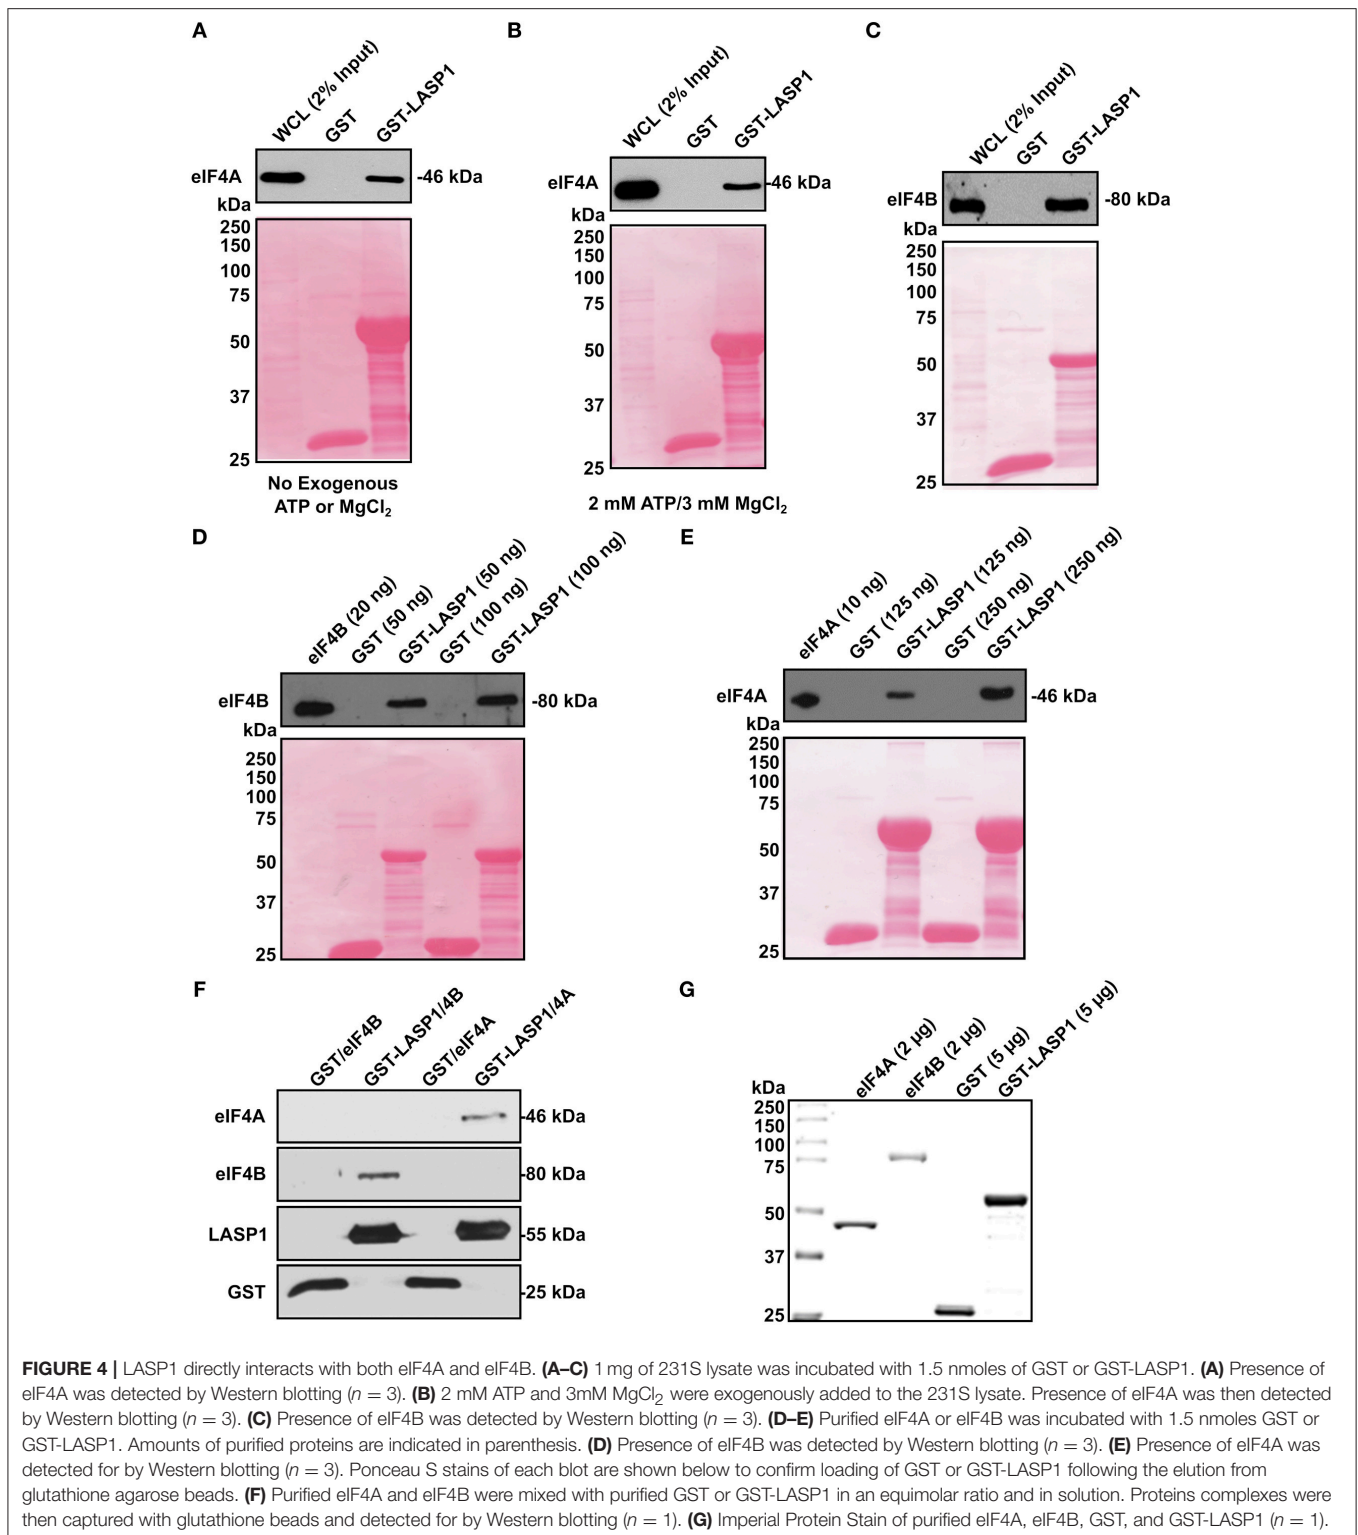 A
WCL (2% Input)
GST
GST-LASP1
eIF4A
-46 kDa
kDa
250
150
100
75
50
37
25
No Exogenous
ATP or MgCl₂
B
WCL (2% Input)
GST
GST-LASP1
eIF4A
-46 kDa
kDa
250
150
100
75
50
37
25
2 mM ATP/3 mM MgCl₂
C
WCL (2% Input)
GST
GST-LASP1
eIF4B
-80 kDa
kDa
250
150
100
75
50
37
25
D
eIF4B (20 ng)
GST (50 ng)
GST-LASP1 (50 ng)
GST (100 ng)
GST-LASP1 (100 ng)
eIF4B
-80 kDa
kDa
250
150
100
75
50
37
25
E
eIF4A (10 ng)
GST (125 ng)
GST-LASP1 (125 ng)
GST (250 ng)
GST-LASP1 (250 ng)
eIF4A
-46 kDa
kDa
250
150
100
75
50
37
25
F
GST/eIF4B
GST-LASP1/4B
GST/eIF4A
GST-LASP1/4A
eIF4A
-46 kDa
eIF4B
-80 kDa
LASP1
-55 kDa
GST
-25 kDa
G
eIF4A (2 µg)
eIF4B (2 µg)
GST (5 µg)
GST-LASP1 (5 µg)
kDa
250
150
100
75
50
37
25
FIGURE 4 | LASP1 directly interacts with both eIF4A and eIF4B. (A–C) 1 mg of 231S lysate was incubated with 1.5 nmoles of GST or GST-LASP1. (A) Presence of
eIF4A was detected by Western blotting (n = 3). (B) 2 mM ATP and 3mM MgCl₂ were exogenously added to the 231S lysate. Presence of eIF4A was then detected
by Western blotting (n = 3). (C) Presence of eIF4B was detected by Western blotting (n = 3). (D–E) Purified eIF4A or eIF4B was incubated with 1.5 nmoles GST or
GST-LASP1. Amounts of purified proteins are indicated in parenthesis. (D) Presence of eIF4B was detected by Western blotting (n = 3). (E) Presence of eIF4A was
detected for by Western blotting (n = 3). Ponceau S stains of each blot are shown below to confirm loading of GST or GST-LASP1 following the elution from
glutathione agarose beads. (F) Purified eIF4A and eIF4B were mixed with purified GST or GST-LASP1 in an equimolar ratio and in solution. Proteins complexes were
then captured with glutathione beads and detected for by Western blotting (n = 1). (G) Imperial Protein Stain of purified eIF4A, eIF4B, GST, and GST-LASP1 (n = 1).